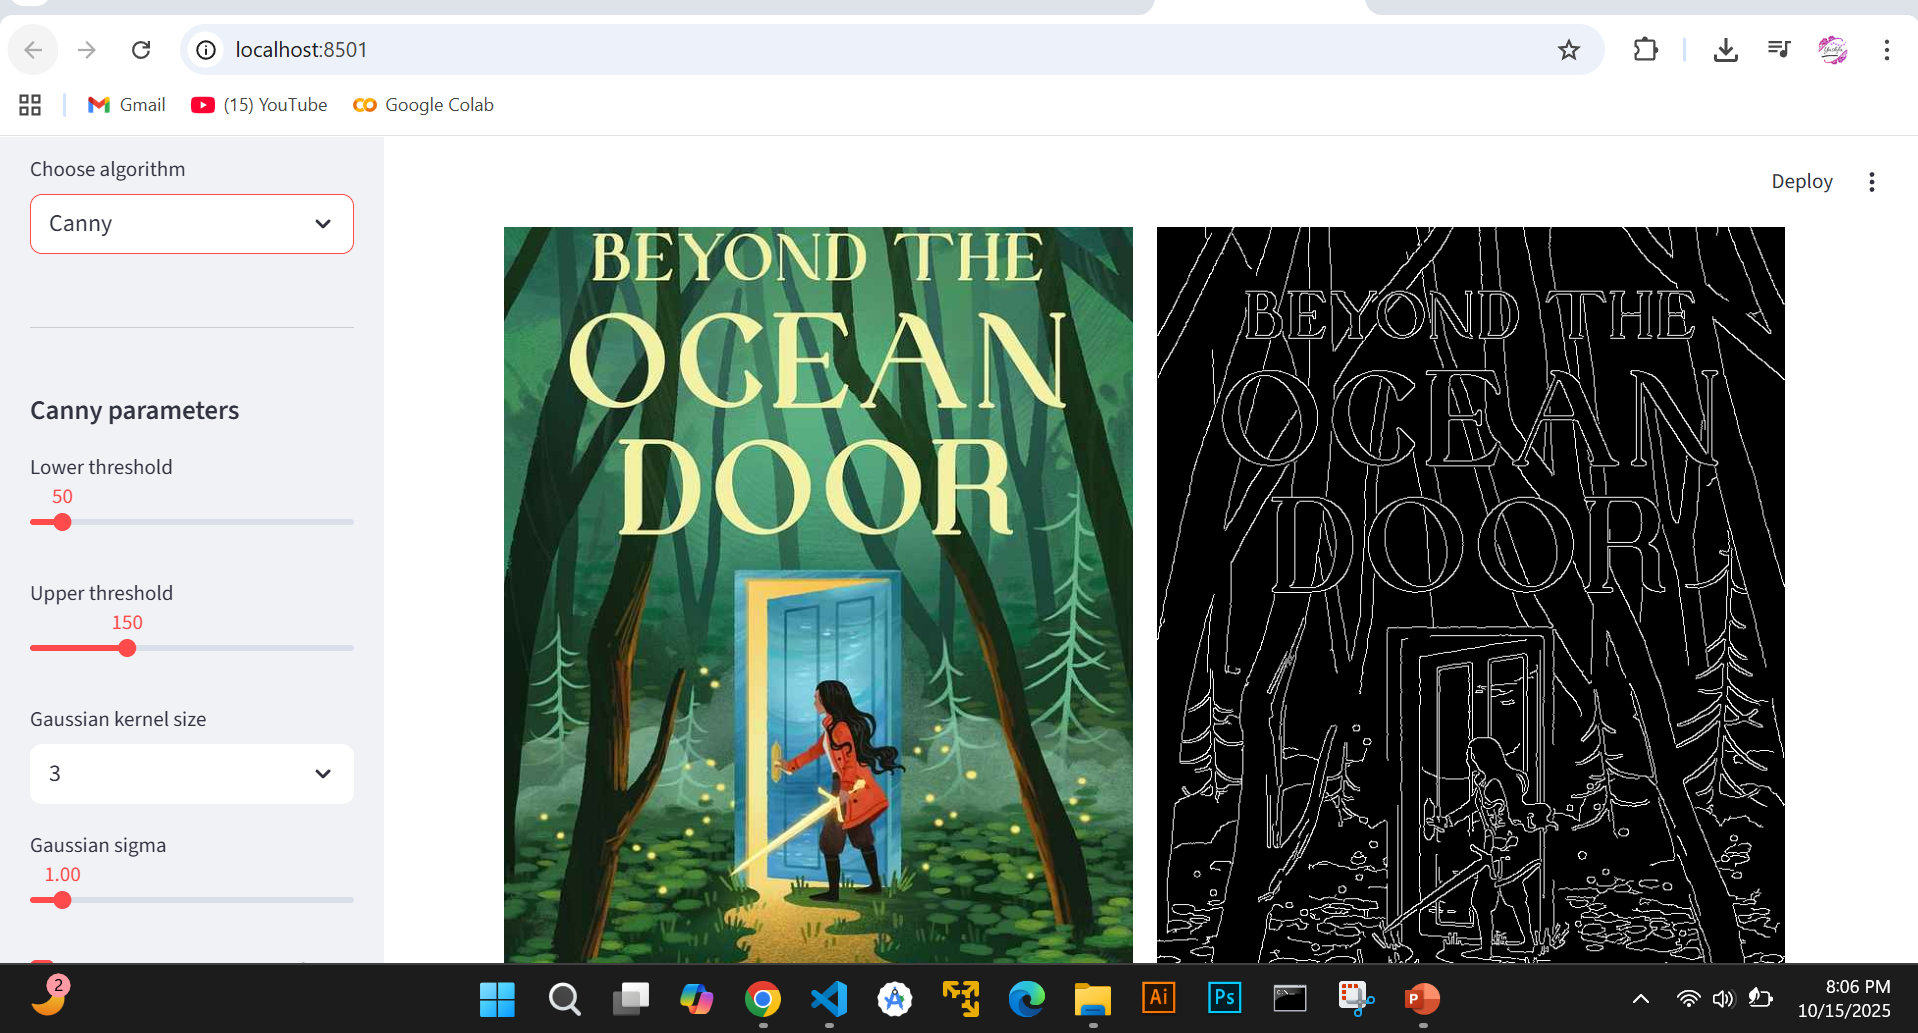 localhost:8501
Gmail
(15) YouTube
Google Colab
Choose algorithm
Canny
Canny parameters
Lower threshold
50
Upper threshold
150
Gaussian kernel size
3
Gaussian sigma
1.00
Deploy
BEYOND THE
OCEAN
DOOR
BEYOND THE
OCEAN
DOOR
2
Ai
Ps
P
8:06 PM
10/15/2025